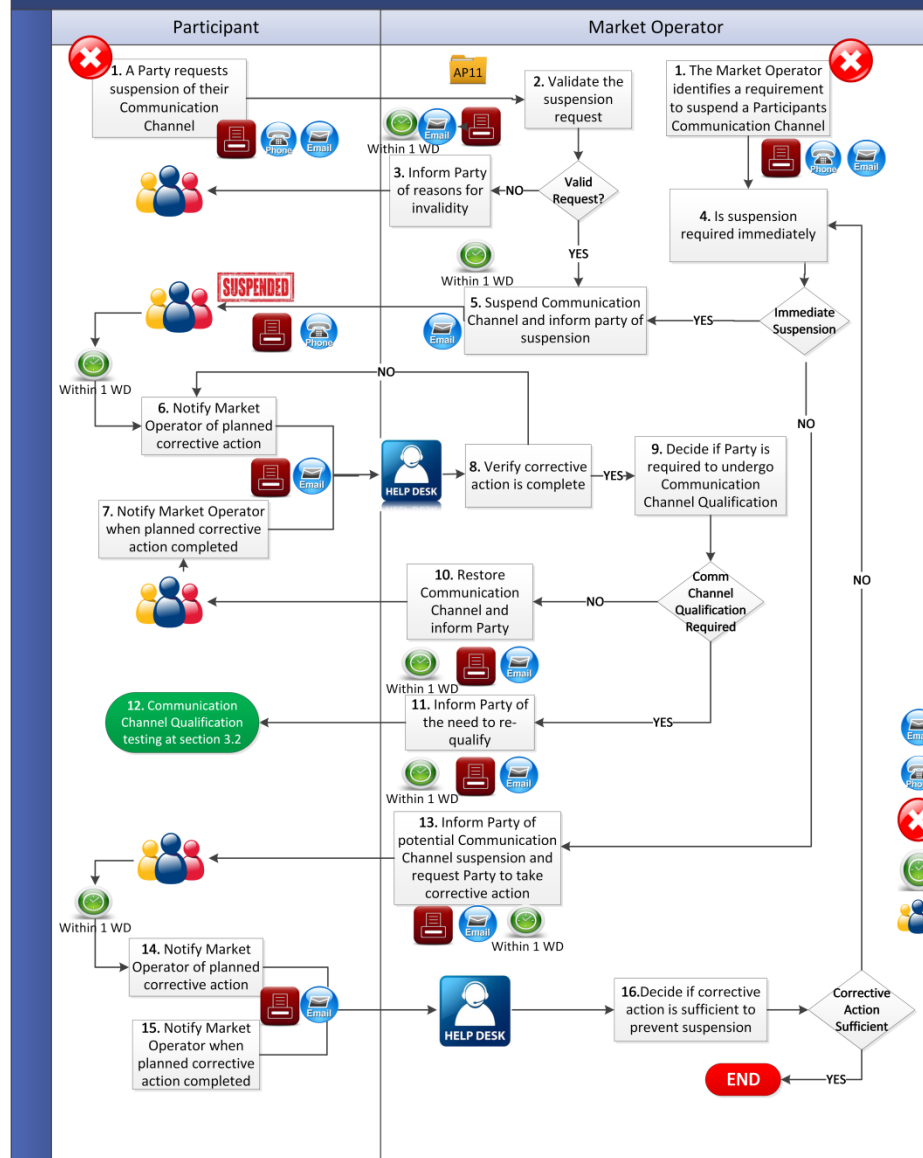 Participant
Market Operator
1. A Party requests
suspension of their
Communication
Channel
AP11
2. Validate the
suspension
request
1. The Market Operator
identifies a requirement
to suspend a Participants
Communication Channel
Phone
Email
Within 1 WD
Email
Phone
Email
3. Inform Party
of reasons for
invalidity
NO
Valid
Request?
YES
4. Is suspension
required immediately
Within 1 WD
SUSPENDED
5. Suspend Communication
Channel and inform party of
suspension
YES
Immediate
Suspension
Phone
Email
Within 1 WD
NO
NO
6. Notify Market
Operator of planned
corrective action
Email
HELP DESK
8. Verify corrective
action is complete
YES
9. Decide if Party is
required to undergo
Communication
Channel Qualification
7. Notify Market Operator
when planned corrective
action completed
10. Restore
Communication
Channel and
inform Party
NO
Comm
Channel
Qualification
Required
NO
Within 1 WD
Email
12. Communication
Channel Qualification
testing at section 3.2
11. Inform Party of
the need to re-
qualify
YES
Within 1 WD
Email
Email
Phone
13. Inform Party of
potential Communication
Channel suspension and
request Party to take
corrective action
Email
Within 1 WD
Within 1 WD
14. Notify Market
Operator of planned
corrective action
Email
HELP DESK
16.Decide if corrective
action is sufficient to
prevent suspension
Corrective
Action
Sufficient
15. Notify Market
Operator when
planned corrective
action completed
END
YES